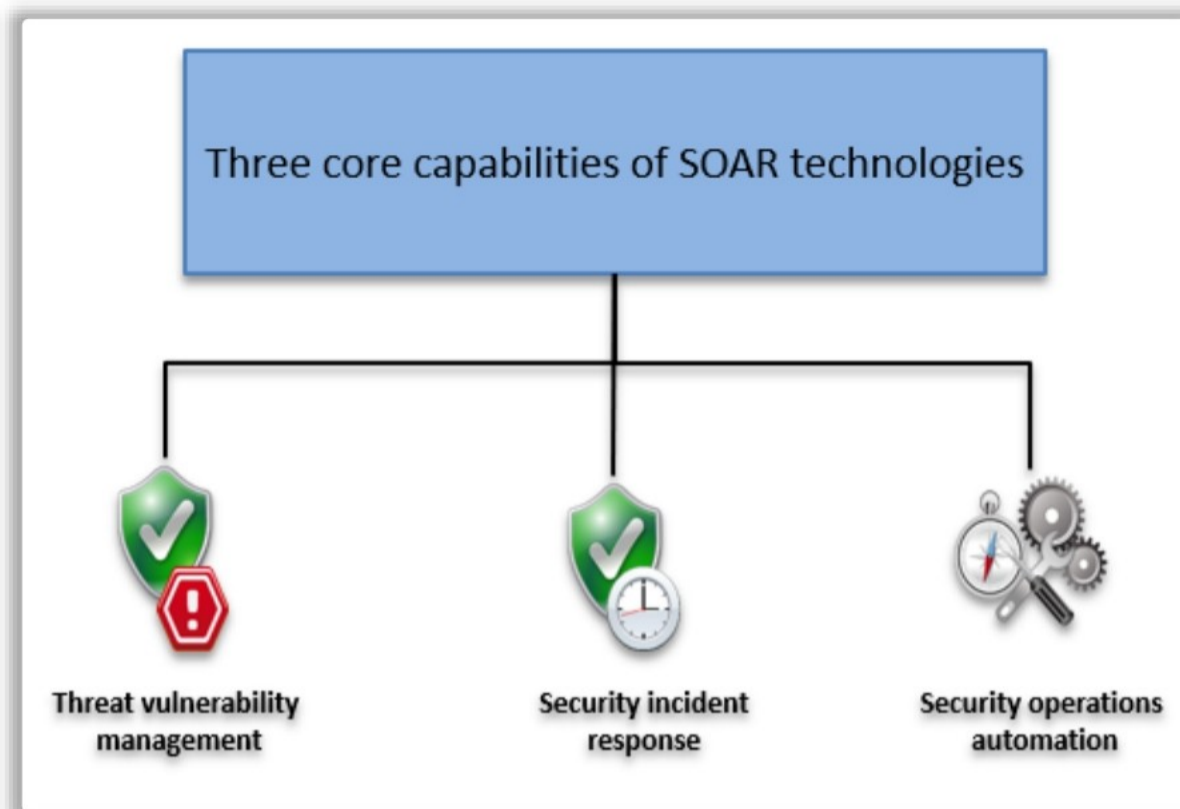 Three core capabilities of SOAR technologies
Threat vulnerability
management
Security incident
response
Security operations
automation